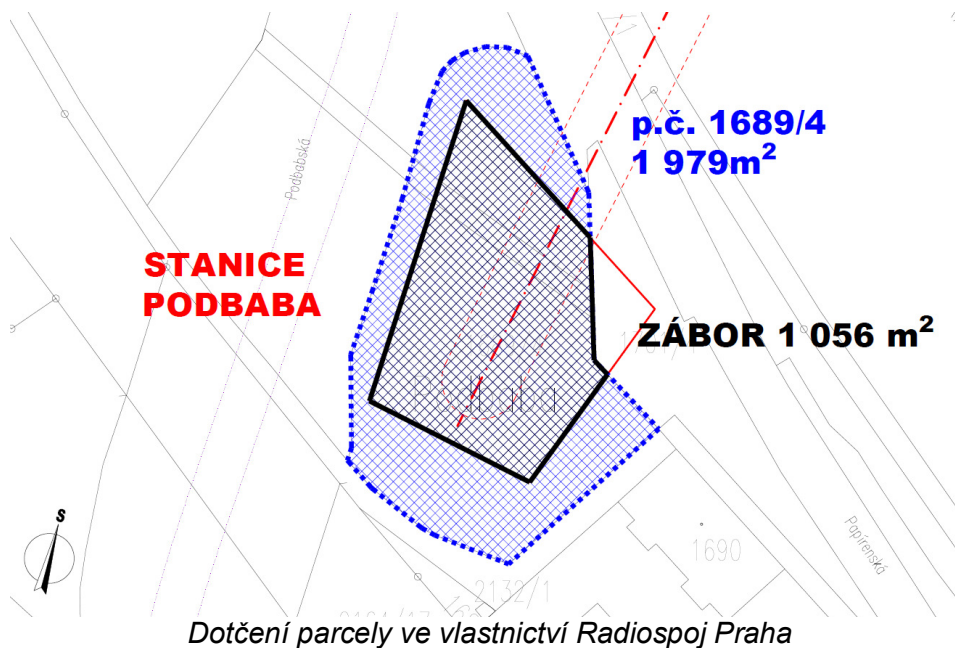 p.č. 1689/4
1 979m²
Podbabská
STANICE
PODBABA
ZÁBOR 1 056 m²
Podbaba
S
Papírenská
1690
2132/1
Dotčení parcely ve vlastnictví Radiospoj Praha